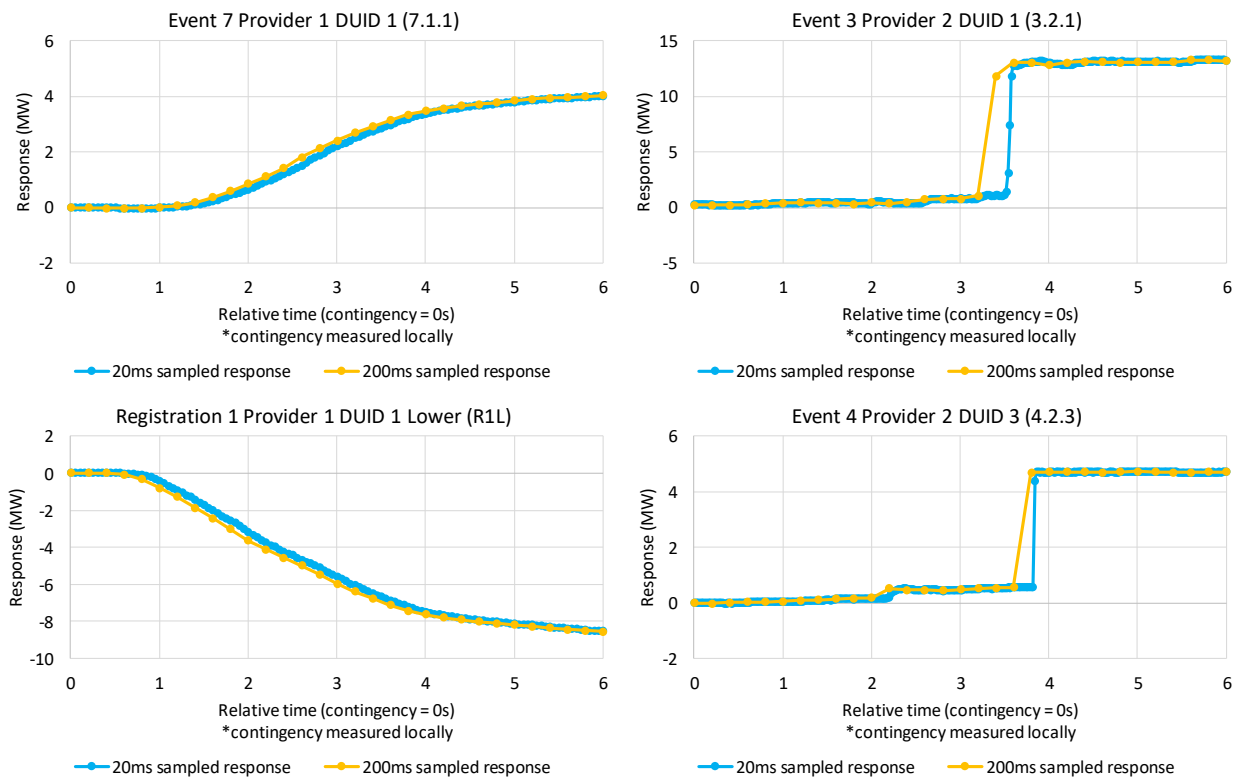 Event 7 Provider 1 DUID 1 (7.1.1)
Response (MW)
6
4
2
0
-2
0 1 2 3 4 5 6
Relative time (contingency = 0s)
*contingency measured locally
20ms sampled response 200ms sampled response
Event 3 Provider 2 DUID 1 (3.2.1)
Response (MW)
15
10
5
0
-5
0 1 2 3 4 5 6
Relative time (contingency = 0s)
*contingency measured locally
20ms sampled response 200ms sampled response
Registration 1 Provider 1 DUID 1 Lower (R1L)
Response (MW)
2
0
-2
-4
-6
-8
-10
0 1 2 3 4 5 6
Relative time (contingency = 0s)
*contingency measured locally
20ms sampled response 200ms sampled response
Event 4 Provider 2 DUID 3 (4.2.3)
Response (MW)
6
4
2
0
-2
0 1 2 3 4 5 6
Relative time (contingency = 0s)
*contingency measured locally
20ms sampled response 200ms sampled response